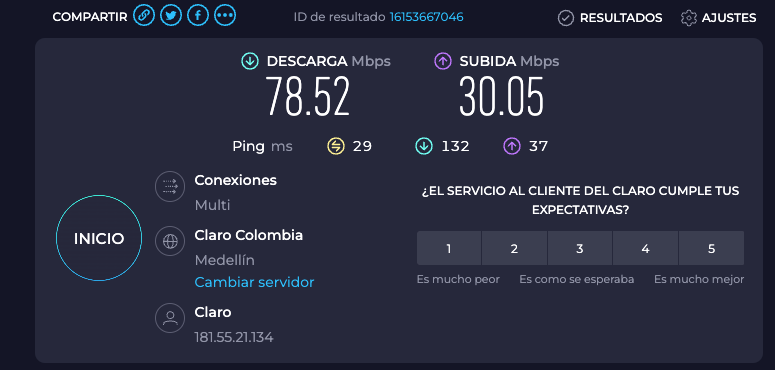 COMPARTIR ID de resultado 16153667046 RESULTADOS AJUSTES
DESCARGA Mbps SUBIDA Mbps
78.52 30.05
Ping ms 29 132 37
Conexiones
Multi
Claro Colombia
Medellín
Cambiar servidor
Claro
181.55.21.134
INICIO
¿EL SERVICIO AL CLIENTE DEL CLARO CUMPLE TUS
EXPECTATIVAS?
1 2 3 4 5
Es mucho peor Es como se esperaba Es mucho mejor